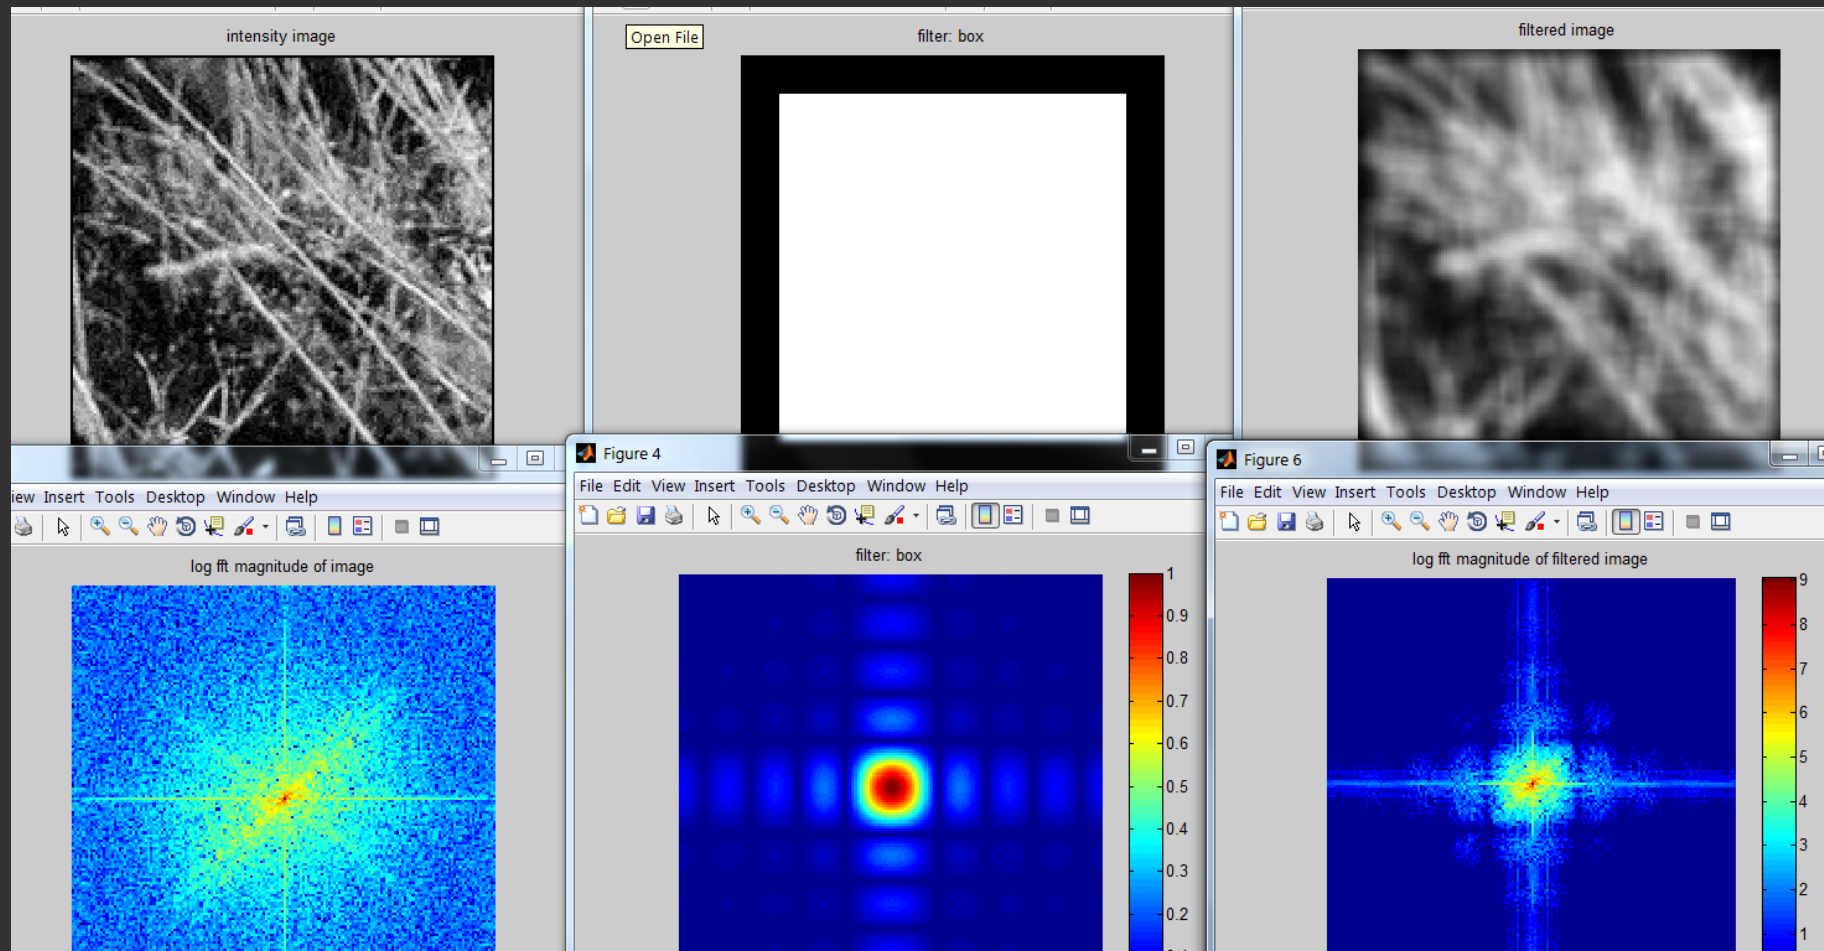 intensity image
Open File
filter: box
filtered image
Figure 4
Figure 6
iew Insert Tools Desktop Window Help
File Edit View Insert Tools Desktop Window Help
File Edit View Insert Tools Desktop Window Help
log fft magnitude of image
filter: box
1
0.9
0.8
0.7
0.6
0.5
0.4
0.3
0.2
log fft magnitude of filtered image
9
8
7
6
5
4
3
2
1